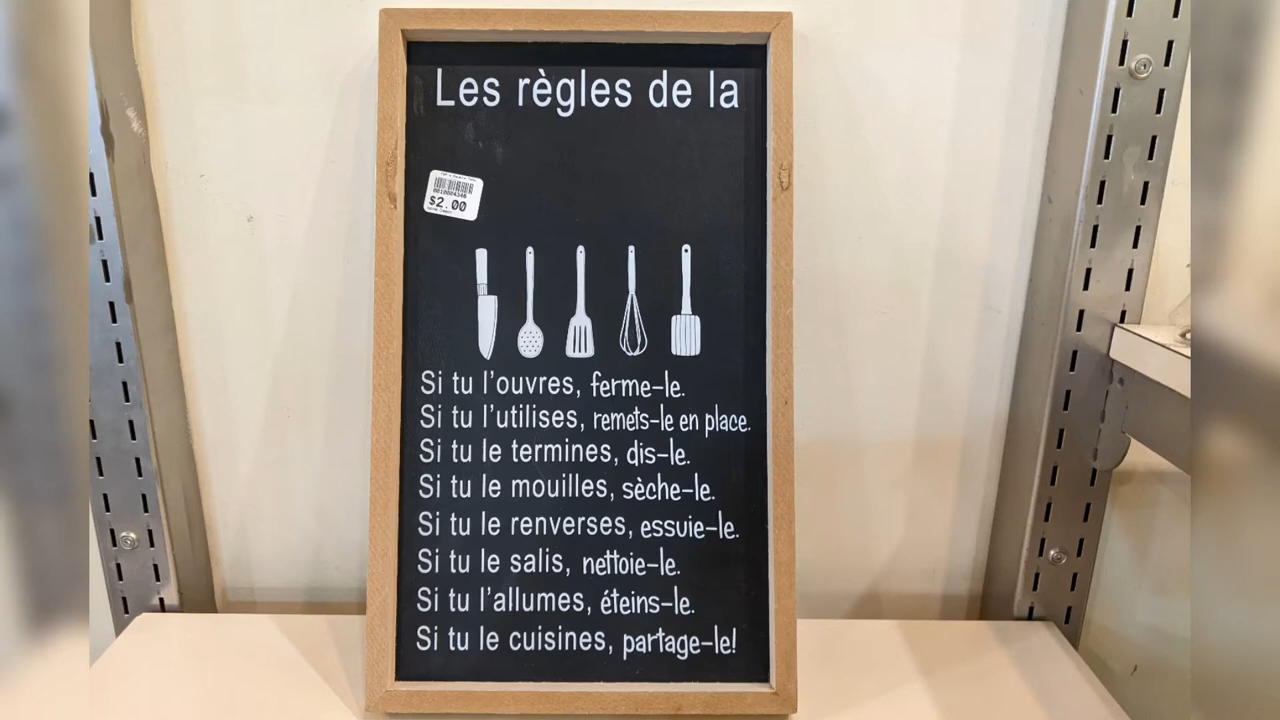 Les règles de la
$2.00
Si tu l'ouvres, ferme-le.
Si tu l'utilises, remets-le en place.
Si tu le termines, dis-le.
Si tu le mouilles, sèche-le.
Si tu le renverses, essuie-le.
Si tu le salis, nettoie-le.
Si tu l'allumes, éteins-le.
Si tu le cuisines, partage-le!